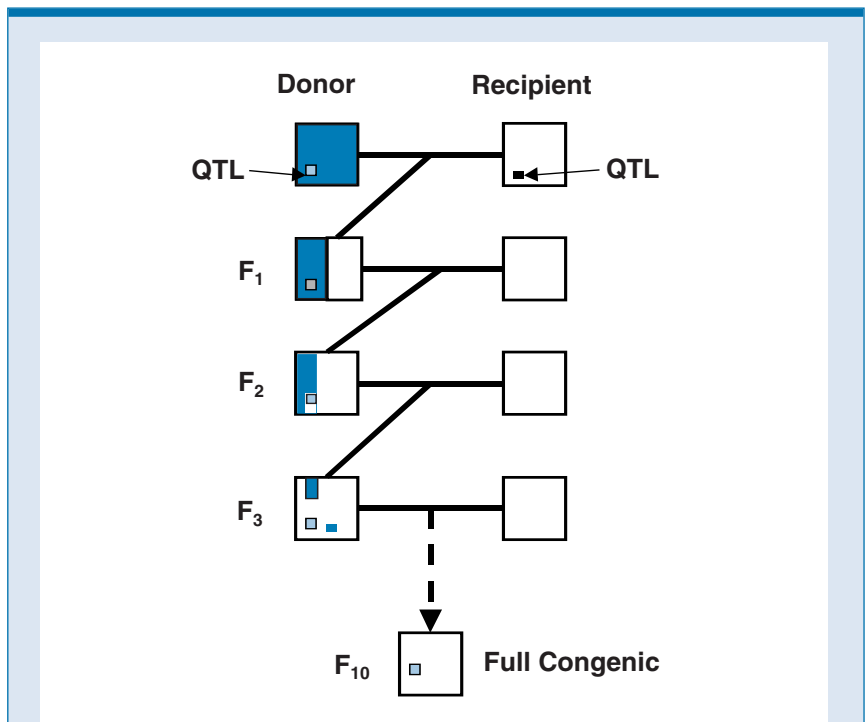 Donor Recipient
QTL QTL
F₁
F₂
F₃
F₁₀ Full Congenic